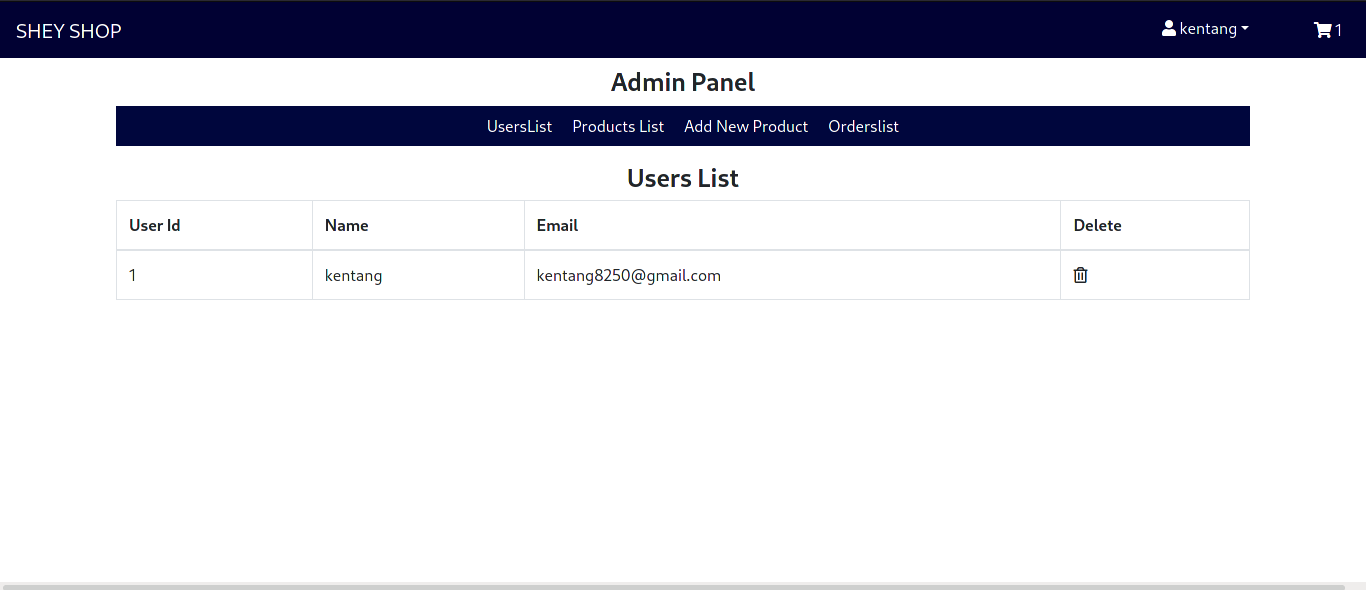 SHEY SHOP kentang 1
Admin Panel
UsersList Products List Add New Product Orderslist
Users List
User Id Name Email Delete
1 kentang kentang8250@gmail.com